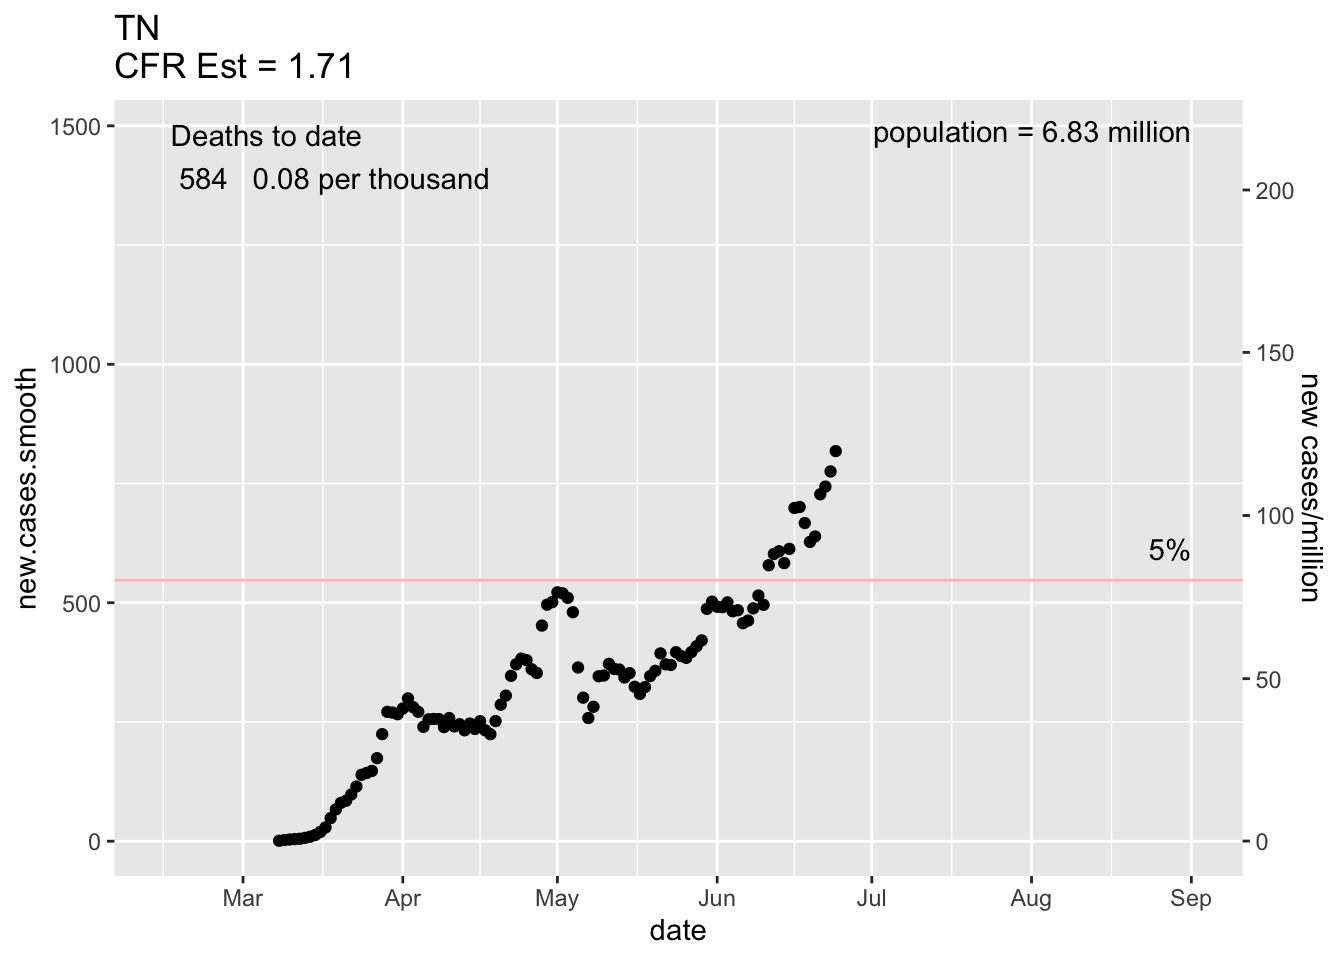 TN
CFR Est = 1.71
Deaths to date
584 0.08 per thousand
population = 6.83 million
1500
1000
500
0
new.cases.smooth
200
150
100
50
0
new cases/million
5%
Mar Apr May Jun Jul Aug Sep
date